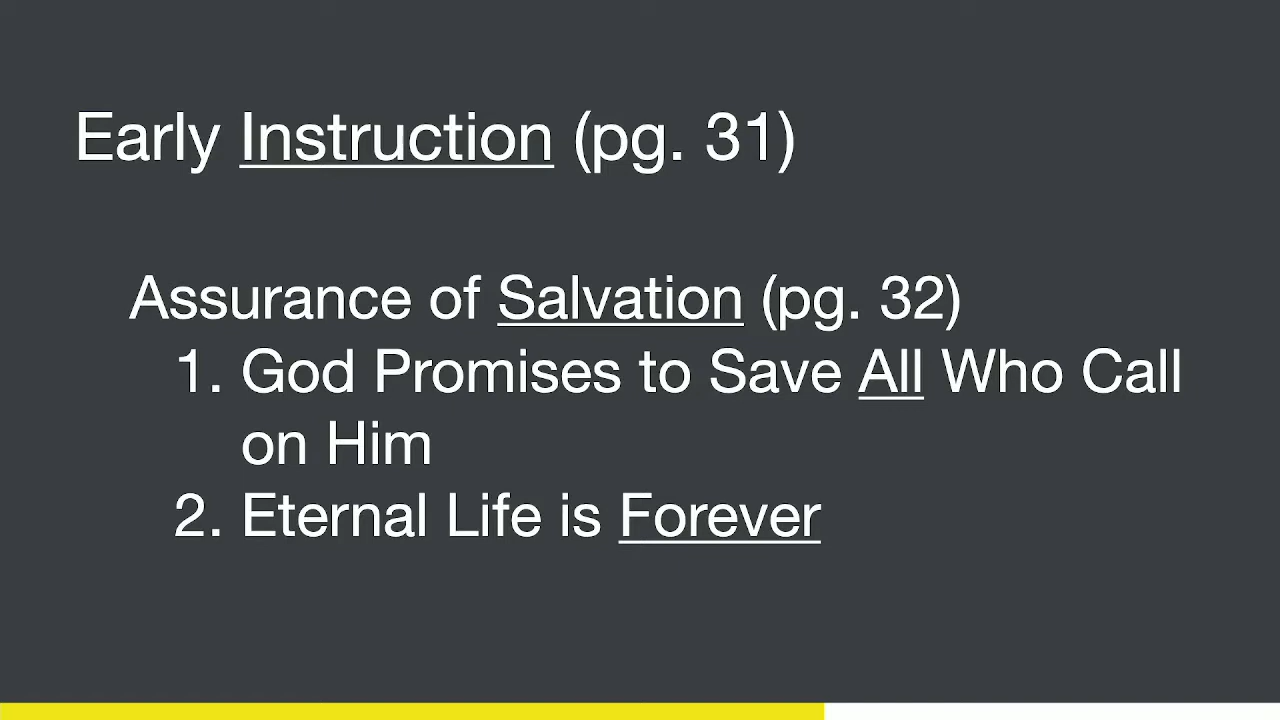 Early Instruction (pg. 31)
Assurance of Salvation (pg. 32)
1. God Promises to Save All Who Call
on Him
2. Eternal Life is Forever